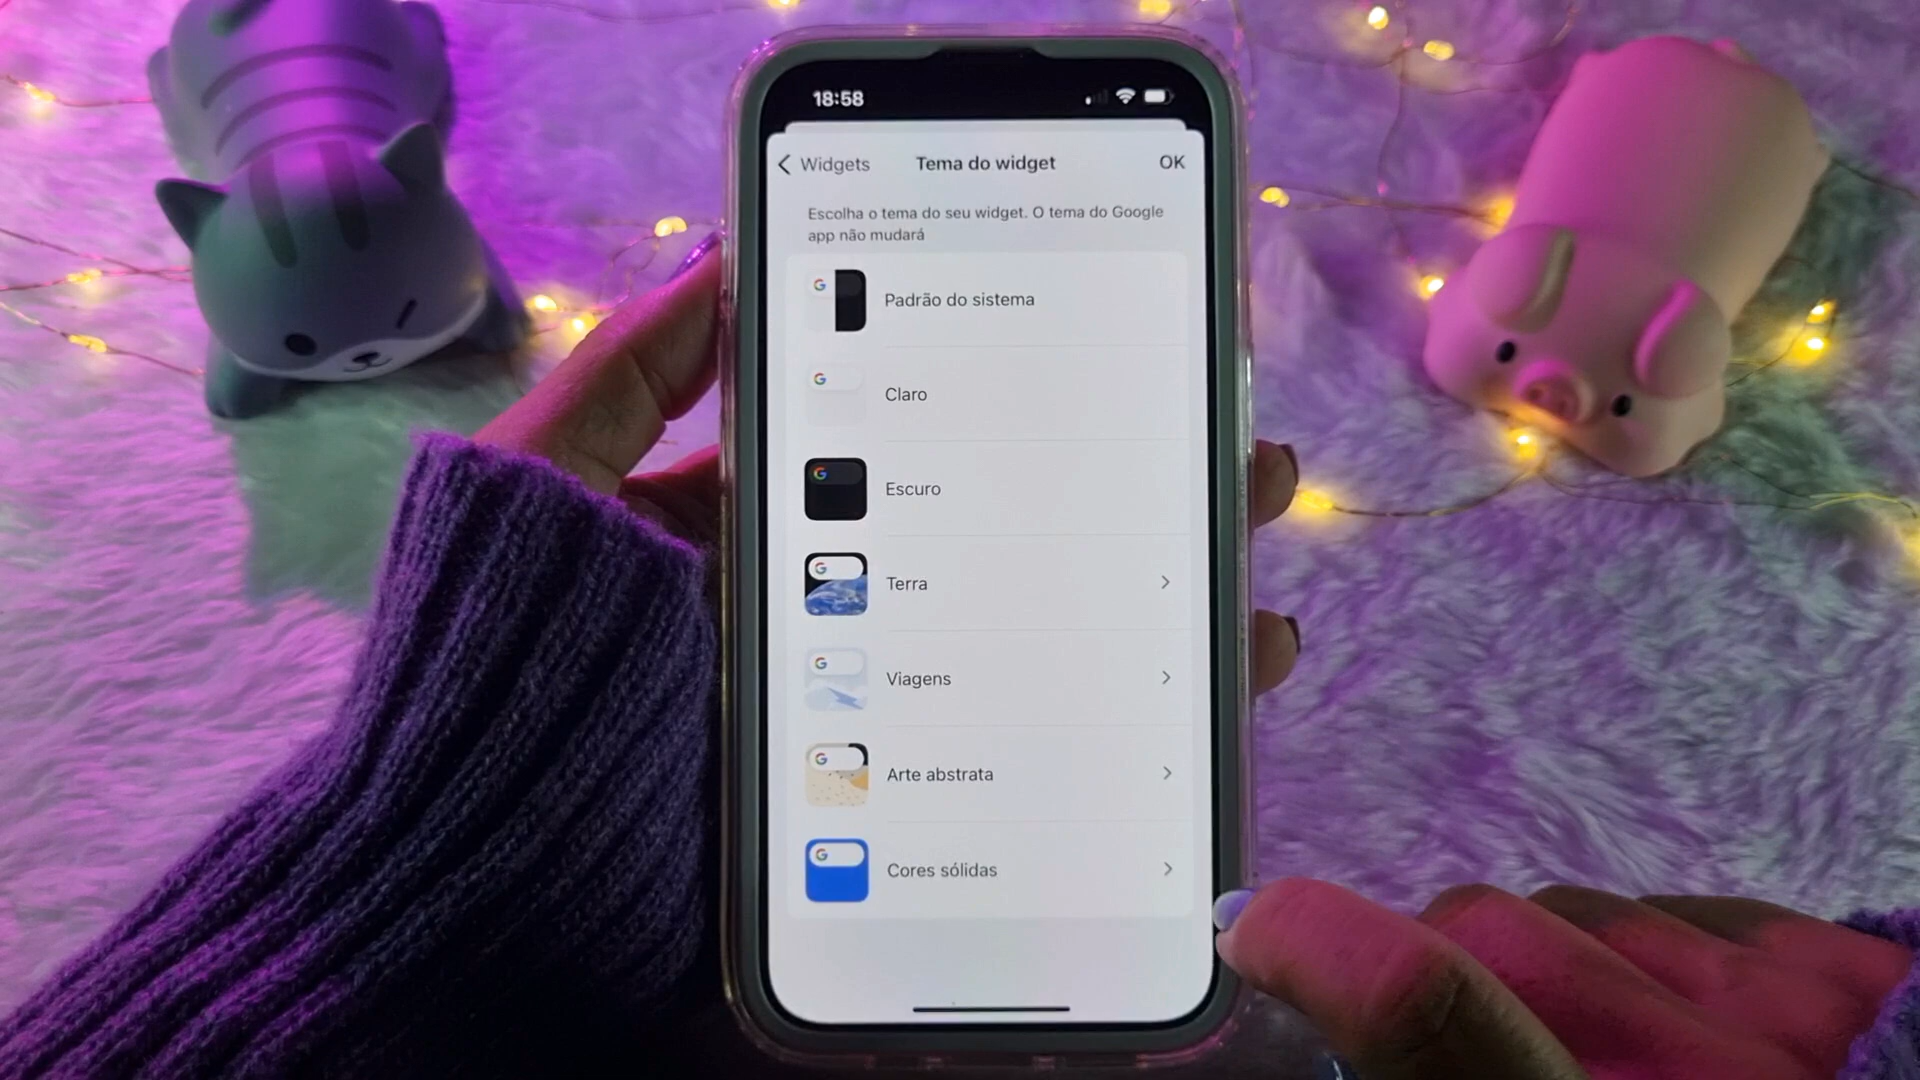 18:58
Widgets
Tema do widget
OK
Escolha o tema do seu widget. O tema do Google
app não mudará
G
Padrão do sistema
G
Claro
G
Escuro
G
Terra
G
Viagens
G
Arte abstrata
G
Cores sólidas